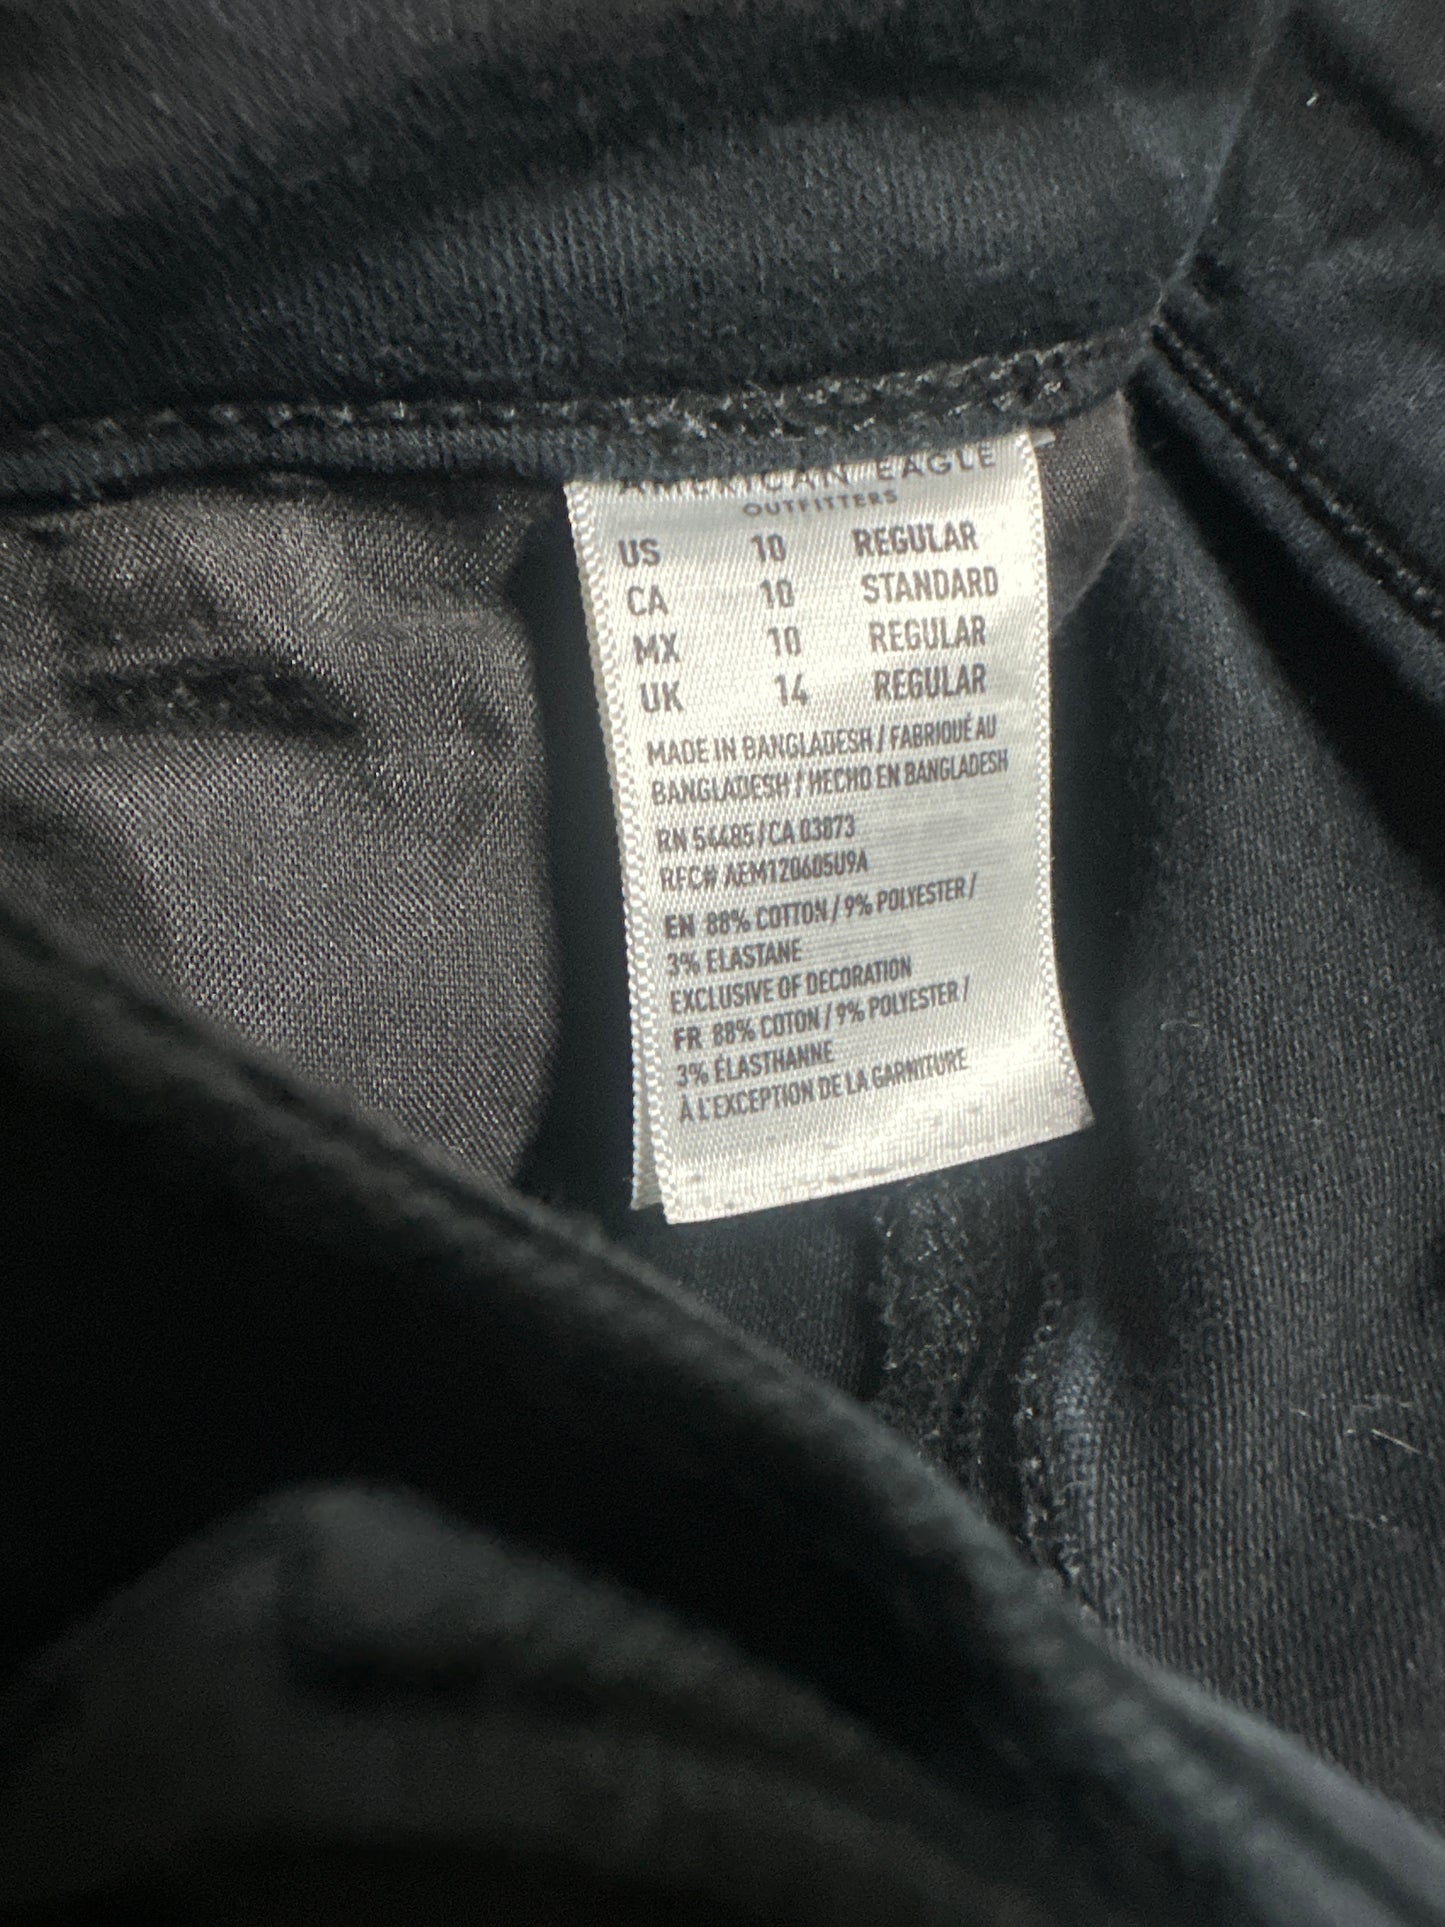 AMERICAN EAGLE
OUTFITTERS
US 10 REGULAR
CA 10 STANDARD
MX 10 REGULAR
UK 14 REGULAR
MADE IN BANGLADESH / FABRIQUÉ AU
BANGLADESH / HECHO EN BANGLADESH
RN 54485 / CA 03073
RFC# AEM120605U9A
EN 88% COTTON / 9% POLYESTER /
3% ELASTANE
EXCLUSIVE OF DECORATION
FR 88% COTON / 9% POLYESTER /
3% ÉLASTHANNE
À L'EXCEPTION DE LA GARNITURE